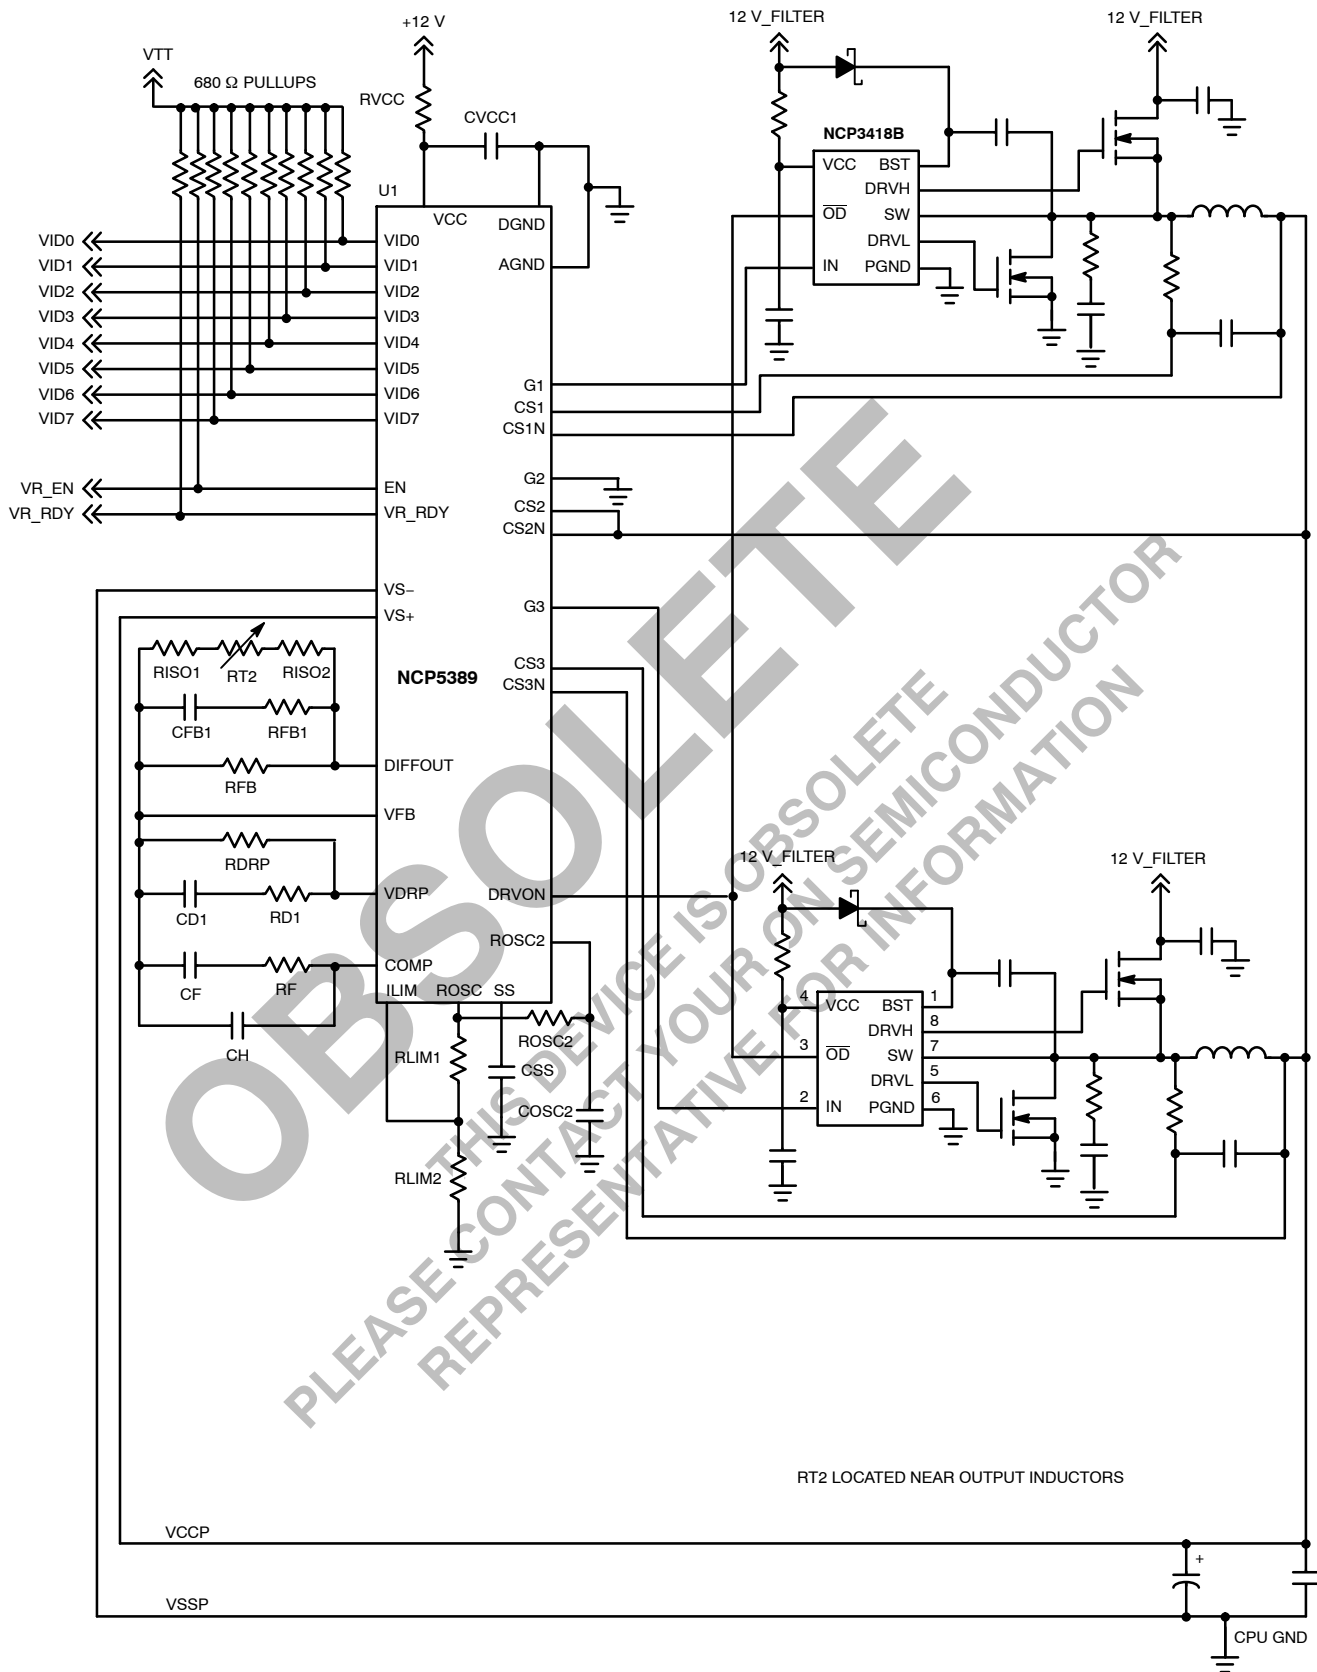 +12 V
12 V_FILTER
12 V_FILTER
VTT
680 Ω PULLUPS
RVCC
CVCC1
NCP3418B
VCC
BST
DRVH
OD
SW
DRVL
IN
PGND
U1
VCC
DGND
AGND
VID0
VID0
VID1
VID1
VID2
VID2
VID3
VID3
VID4
VID4
VID5
VID5
VID6
VID6
VID7
VID7
G1
CS1
CS1N
G2
CS2
CS2N
VR_EN
EN
VR_RDY
VR_RDY
VS−
VS+
G3
CS3
CS3N
NCP5389
RISO1
RT2
RISO2
CFB1
RFB1
DIFFOUT
RFB
VFB
RDRP
VDRP
CD1
RD1
DRVON
ROSC2
COMP
CF
RF
ILIM
ROSC
SS
CH
RLIM1
ROSC2
CSS
COSC2
RLIM2
12 V_FILTER
12 V_FILTER
4
VCC
BST
1
DRVH
8
3
OD
SW
7
DRVL
5
2
IN
PGND
6
OBSOLETE
THIS DEVICE IS OBSOLETE
PLEASE CONTACT YOUR ON SEMICONDUCTOR
REPRESENTATIVE FOR INFORMATION
RT2 LOCATED NEAR OUTPUT INDUCTORS
VCCP
+
VSSP
CPU GND